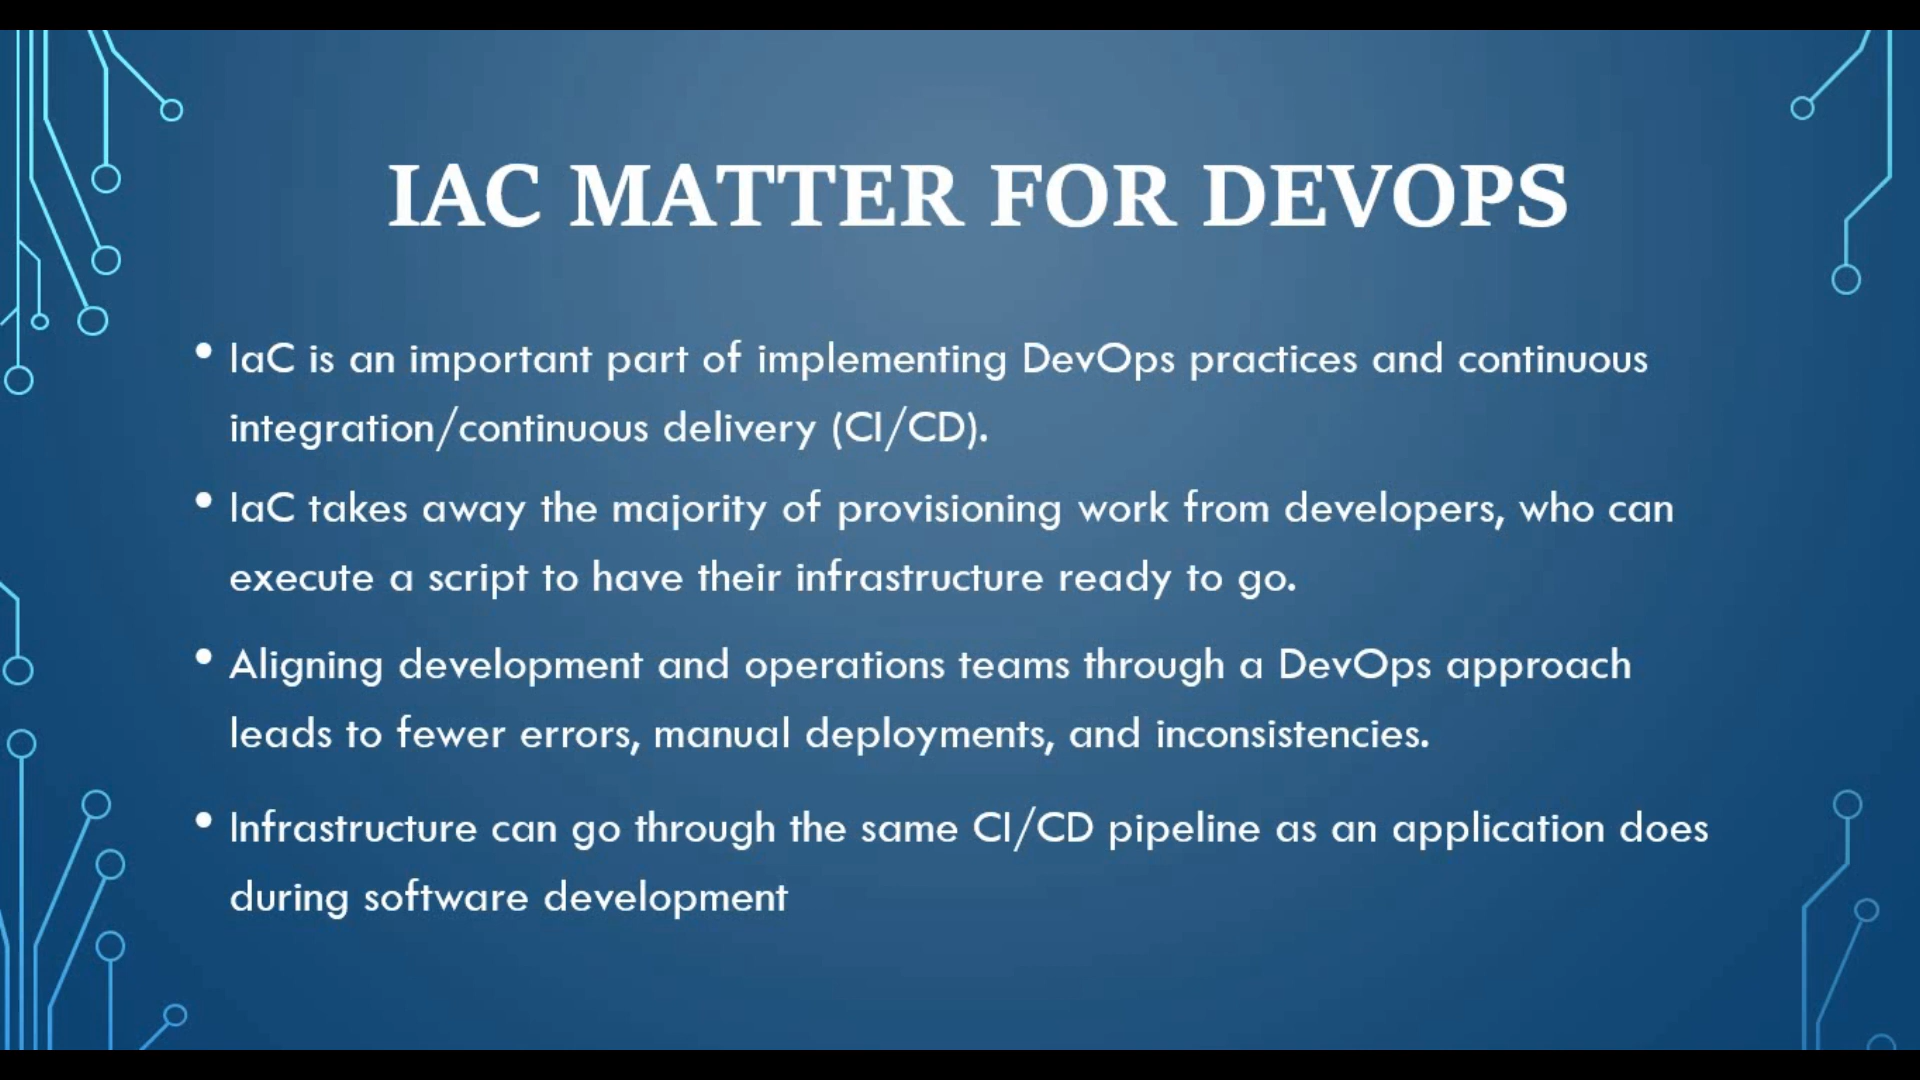 IAC MATTER FOR DEVOPS
• IaC is an important part of implementing DevOps practices and continuous
integration/continuous delivery (CI/CD).
• IaC takes away the majority of provisioning work from developers, who can
execute a script to have their infrastructure ready to go.
• Aligning development and operations teams through a DevOps approach
leads to fewer errors, manual deployments, and inconsistencies.
• Infrastructure can go through the same CI/CD pipeline as an application does
during software development